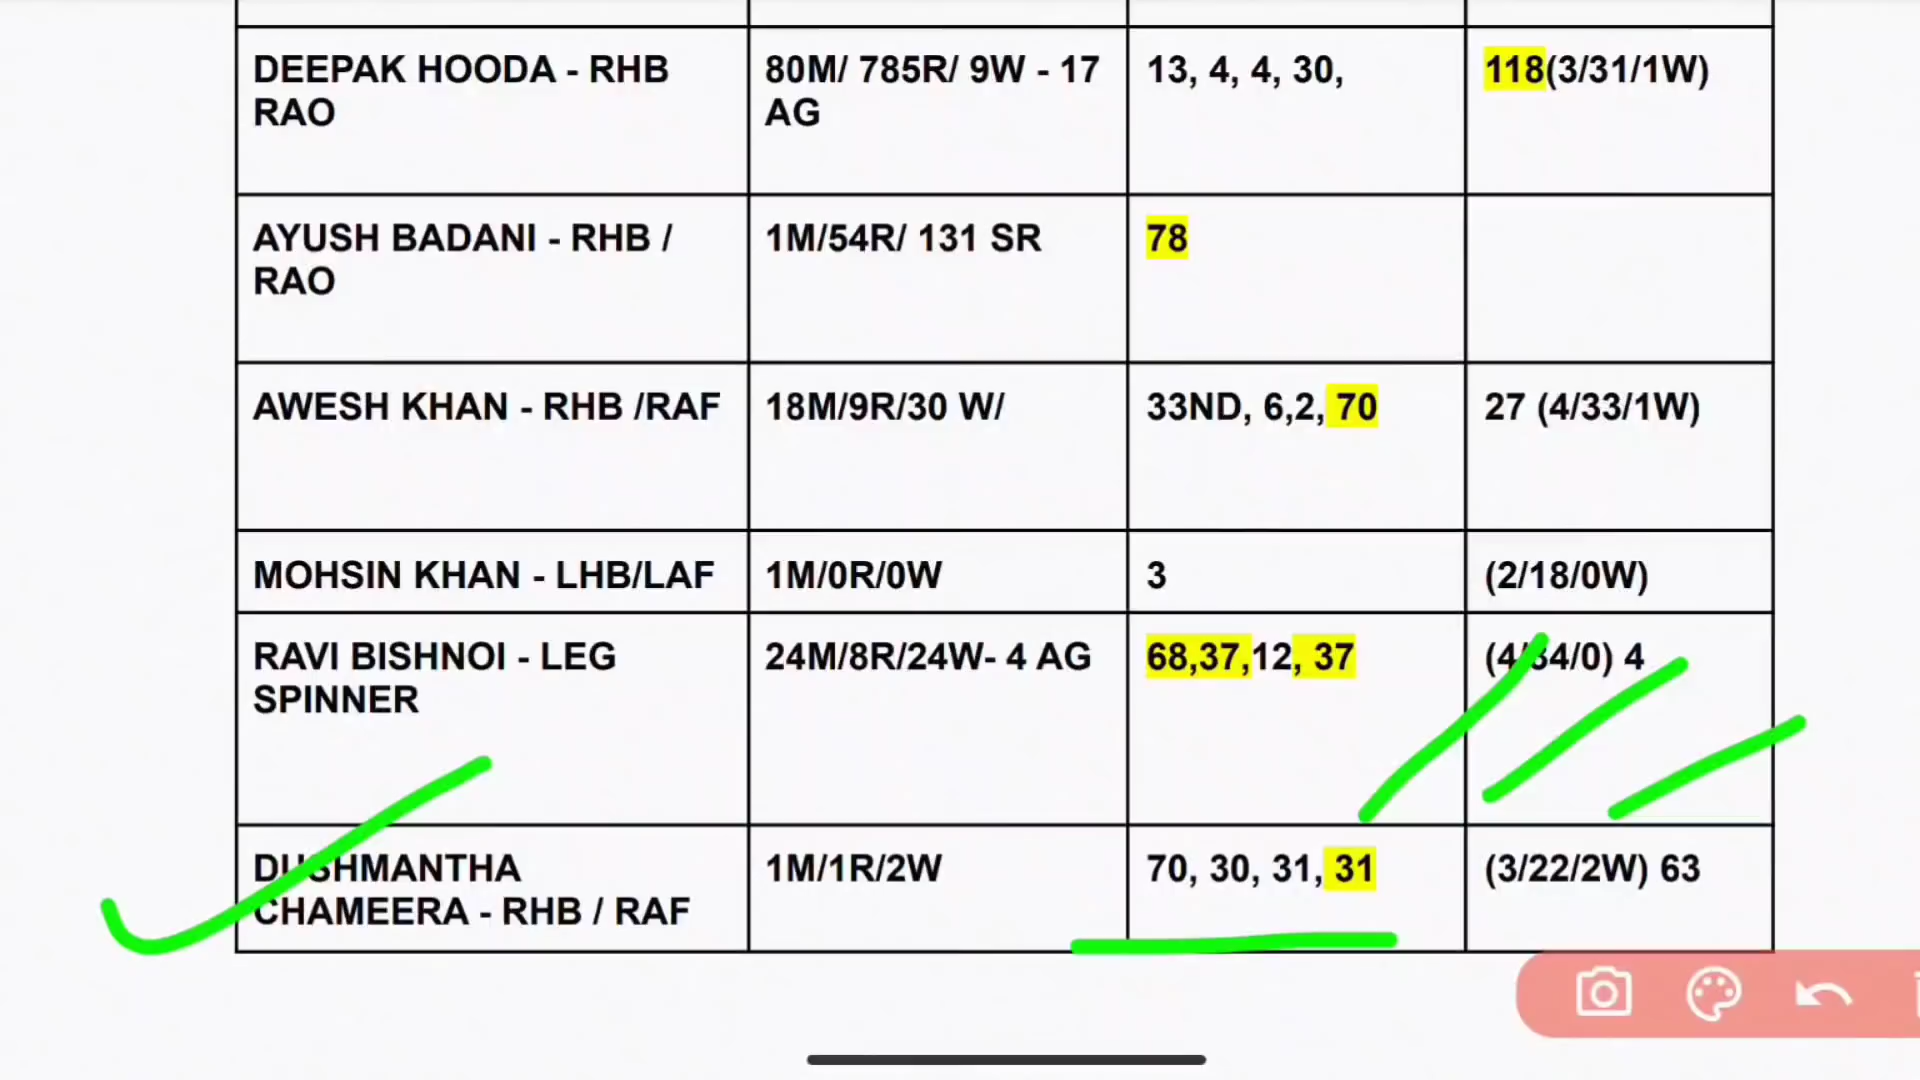 DEEPAK HOODA - RHB
RAO
80M/ 785R/ 9W - 17
AG
13, 4, 4, 30,
118(3/31/1W)
AYUSH BADANI - RHB /
RAO
1M/54R/ 131 SR
78
AWESH KHAN - RHB /RAF
18M/9R/30 W/
33ND, 6,2, 70
27 (4/33/1W)
MOHSIN KHAN - LHB/LAF
1M/0R/0W
3
(2/18/0W)
RAVI BISHNOI - LEG
SPINNER
24M/8R/24W- 4 AG
68,37,12, 37
(4/34/0) 4
DUSHMANTHA
CHAMEERA - RHB / RAF
1M/1R/2W
70, 30, 31, 31
(3/22/2W) 63